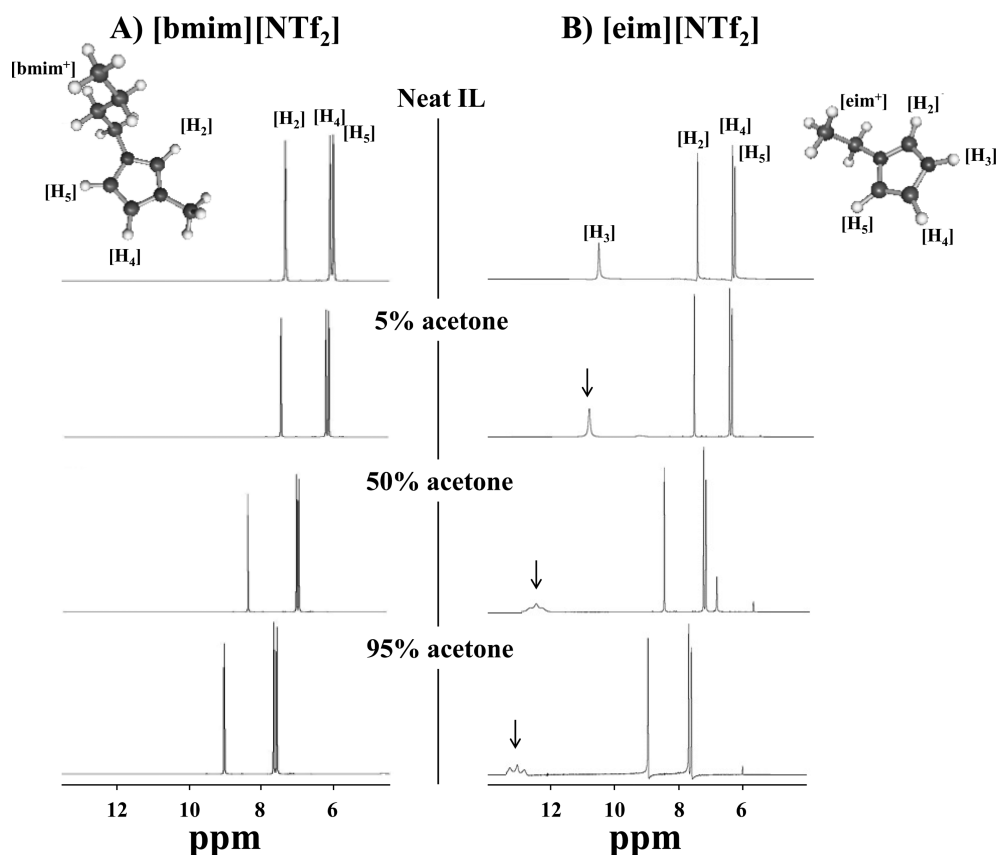 A) [bmim][NTf₂]
B) [eim][NTf₂]
[bmim⁺]
[H₂]
[H₅]
[H₄]
Neat IL
[H₂]
[H₄]
[H₅]
[eim⁺]
[H₂]
[H₃]
[H₅]
[H₄]
[H₃]
[H₂]
[H₄]
[H₅]
5% acetone
50% acetone
95% acetone
12 10 8 6
ppm
12 10 8 6
ppm